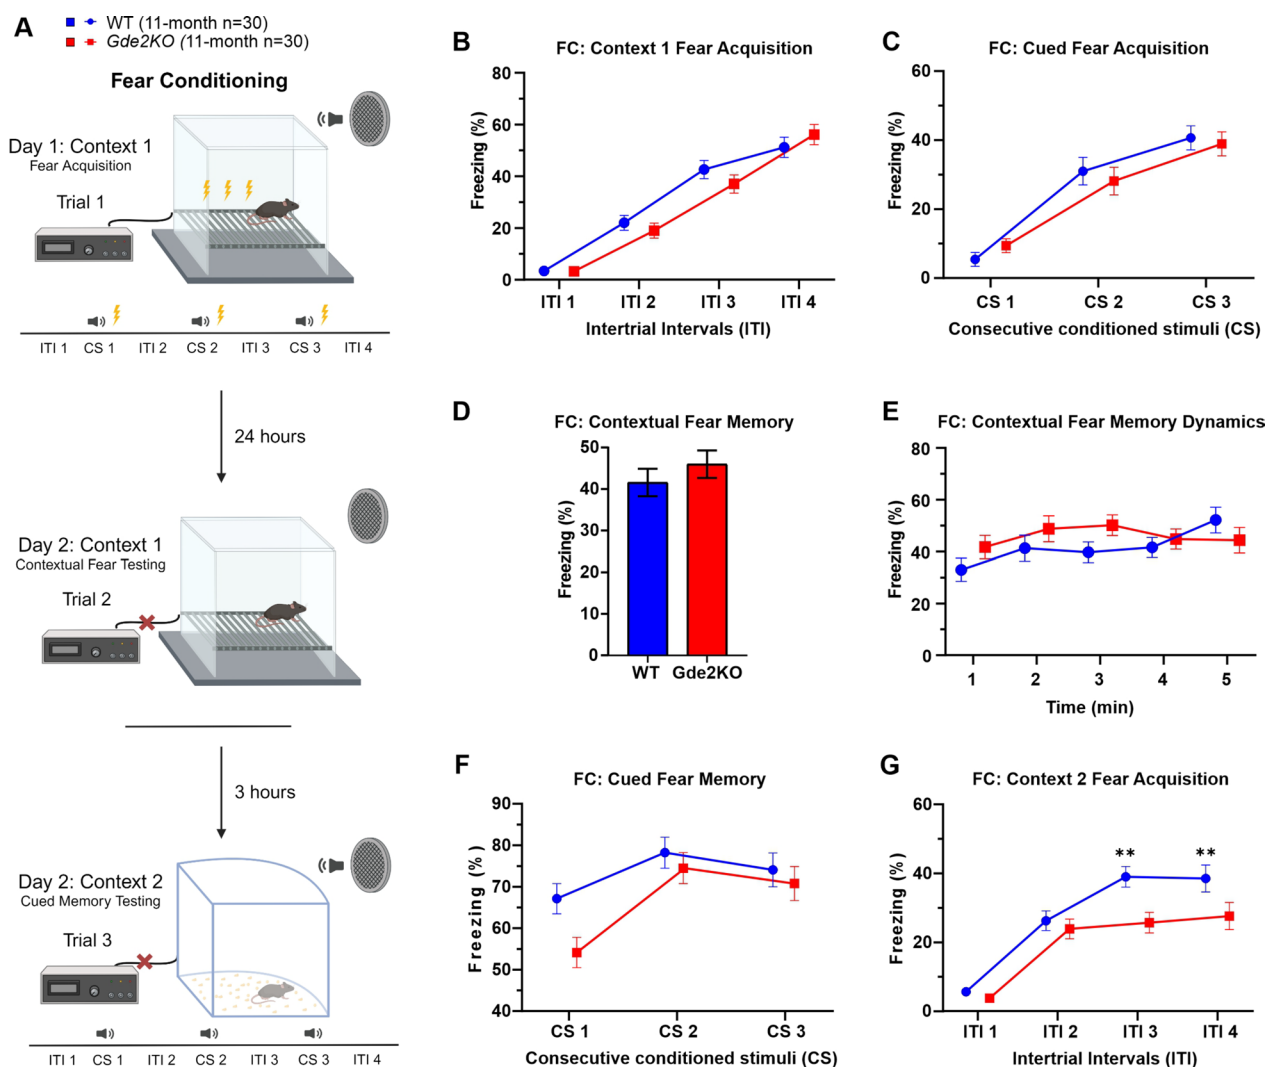 A
WT (11-month n=30)
Gde2KO (11-month n=30)
Fear Conditioning
Day 1: Context 1
Fear Acquisition
Trial 1
ITI 1 CS 1 ITI 2 CS 2 ITI 3 CS 3 ITI 4
24 hours
Day 2: Context 1
Contextual Fear Testing
Trial 2
3 hours
Day 2: Context 2
Cued Memory Testing
Trial 3
ITI 1 CS 1 ITI 2 CS 2 ITI 3 CS 3 ITI 4
B
FC: Context 1 Fear Acquisition
Freezing (%)
80
60
40
20
0
ITI 1 ITI 2 ITI 3 ITI 4
Intertrial Intervals (ITI)
C
FC: Cued Fear Acquisition
Freezing (%)
60
40
20
0
CS 1 CS 2 CS 3
Consecutive conditioned stimuli (CS)
D
FC: Contextual Fear Memory
Freezing (%)
50
40
30
20
10
0
WT Gde2KO
E
FC: Contextual Fear Memory Dynamics
Freezing (%)
80
60
40
20
0
1 2 3 4 5
Time (min)
F
FC: Cued Fear Memory
Freezing (%)
90
80
70
60
50
40
CS 1 CS 2 CS 3
Consecutive conditioned stimuli (CS)
G
FC: Context 2 Fear Acquisition
Freezing (%)
60
40
20
0
** **
ITI 1 ITI 2 ITI 3 ITI 4
Intertrial Intervals (ITI)